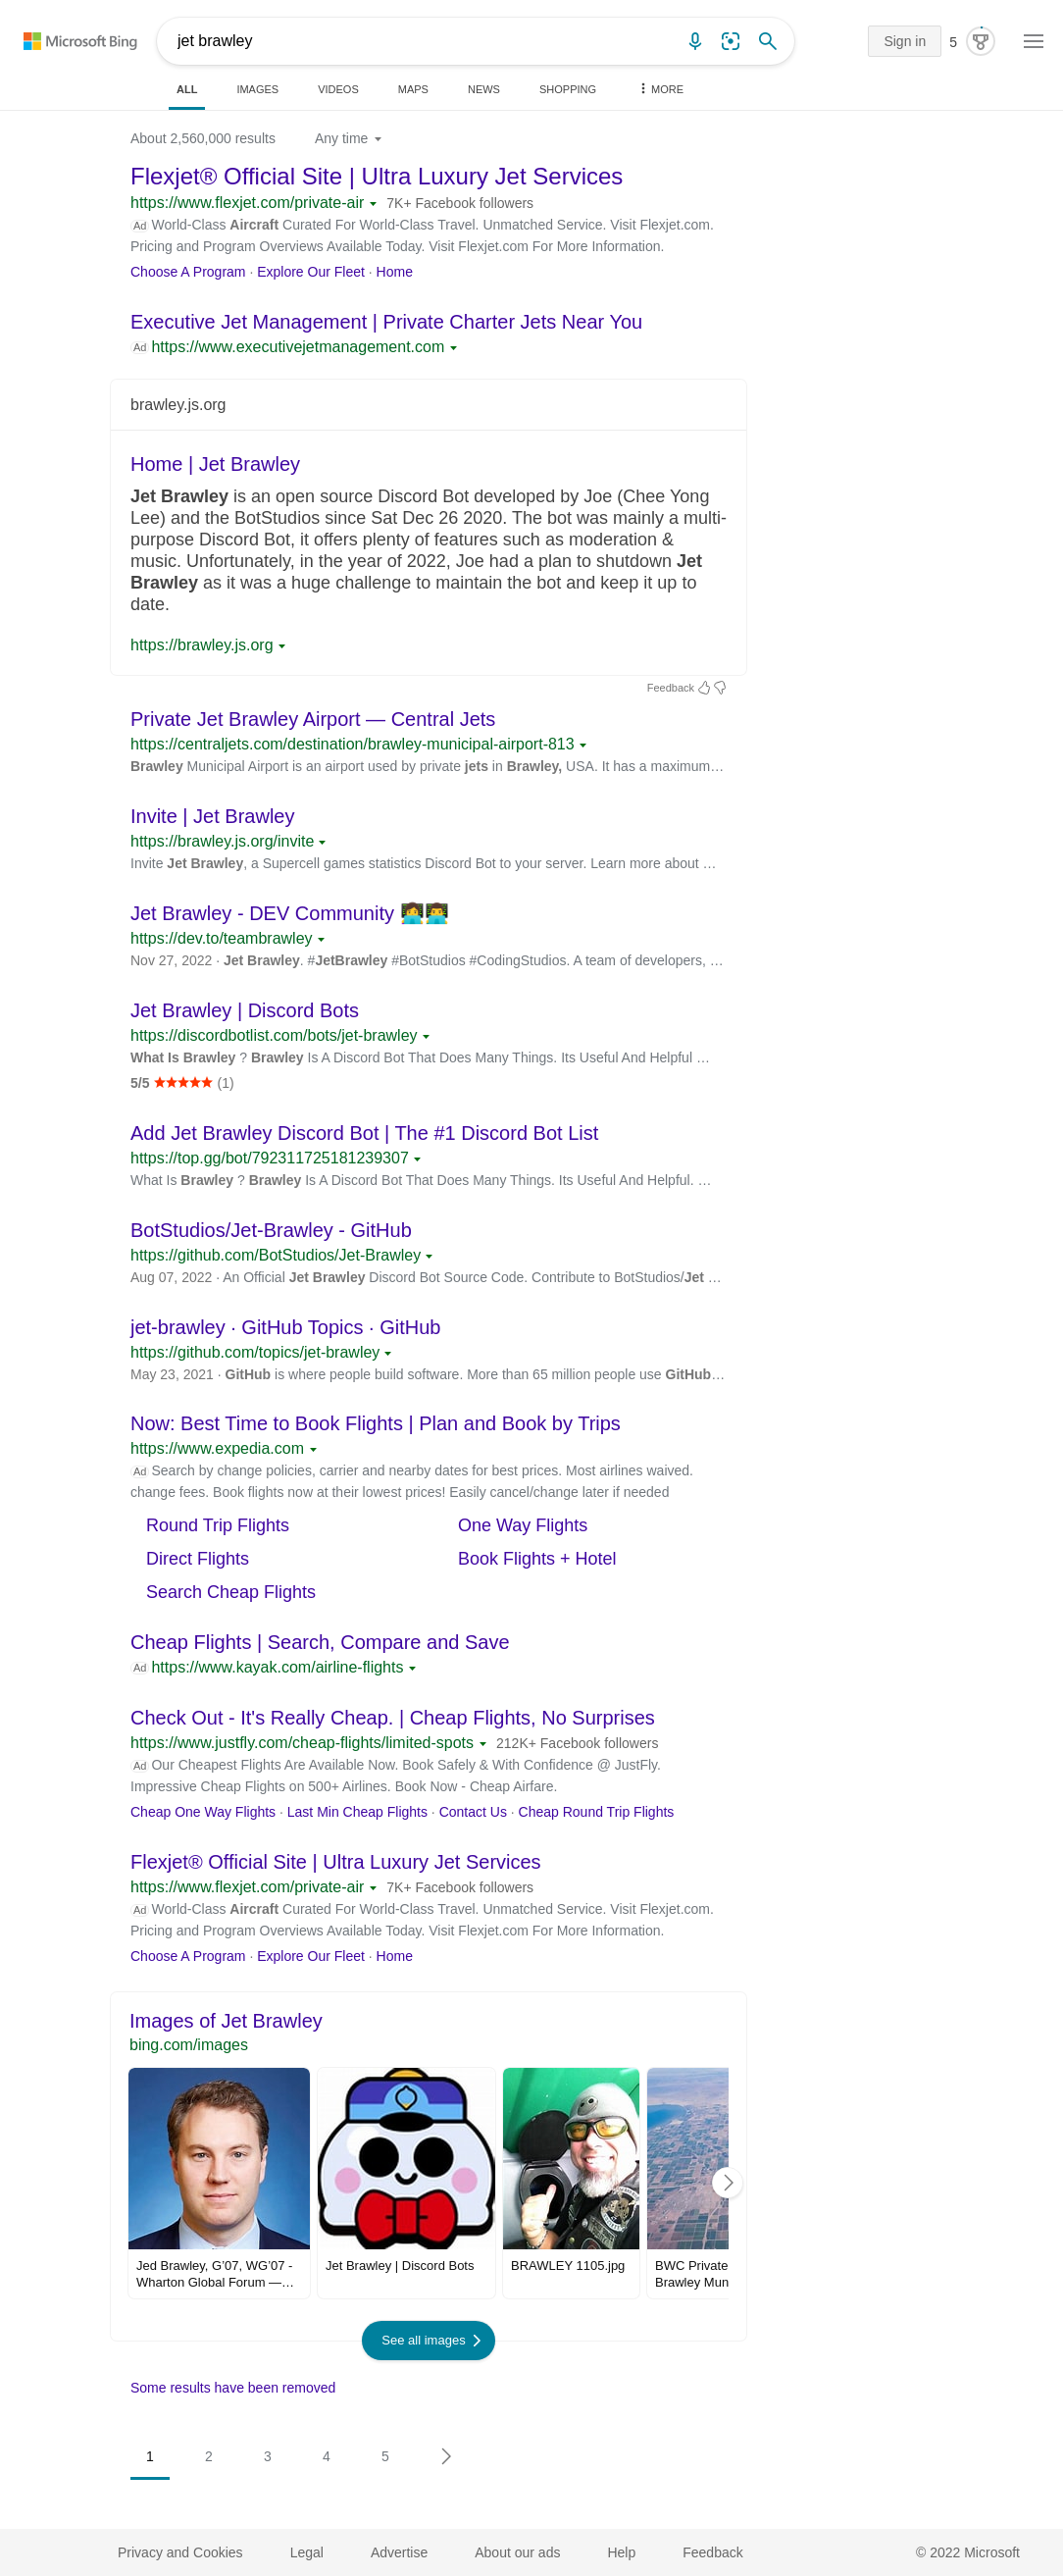 Microsoft Bing
jet brawley
Sign in
5
ALL
IMAGES
VIDEOS
MAPS
NEWS
SHOPPING
MORE
About 2,560,000 results
Any time
Flexjet® Official Site | Ultra Luxury Jet Services
https://www.flexjet.com/private-air
7K+ Facebook followers
Ad World-Class Aircraft Curated For World-Class Travel. Unmatched Service. Visit Flexjet.com.
Pricing and Program Overviews Available Today. Visit Flexjet.com For More Information.
Choose A Program · Explore Our Fleet · Home
Executive Jet Management | Private Charter Jets Near You
Ad https://www.executivejetmanagement.com
brawley.js.org
Home | Jet Brawley
Jet Brawley is an open source Discord Bot developed by Joe (Chee Yong
Lee) and the BotStudios since Sat Dec 26 2020. The bot was mainly a multi-
purpose Discord Bot, it offers plenty of features such as moderation &
music. Unfortunately, in the year of 2022, Joe had a plan to shutdown Jet
Brawley as it was a huge challenge to maintain the bot and keep it up to
date.
https://brawley.js.org
Feedback
Private Jet Brawley Airport — Central Jets
https://centraljets.com/destination/brawley-municipal-airport-813
Brawley Municipal Airport is an airport used by private jets in Brawley, USA. It has a maximum…
Invite | Jet Brawley
https://brawley.js.org/invite
Invite Jet Brawley, a Supercell games statistics Discord Bot to your server. Learn more about …
Jet Brawley - DEV Community 👩‍💻👨‍💻
https://dev.to/teambrawley
Nov 27, 2022 · Jet Brawley. #JetBrawley #BotStudios #CodingStudios. A team of developers, …
Jet Brawley | Discord Bots
https://discordbotlist.com/bots/jet-brawley
What Is Brawley ? Brawley Is A Discord Bot That Does Many Things. Its Useful And Helpful …
5/5 ★★★★★ (1)
Add Jet Brawley Discord Bot | The #1 Discord Bot List
https://top.gg/bot/792311725181239307
What Is Brawley ? Brawley Is A Discord Bot That Does Many Things. Its Useful And Helpful. …
BotStudios/Jet-Brawley - GitHub
https://github.com/BotStudios/Jet-Brawley
Aug 07, 2022 · An Official Jet Brawley Discord Bot Source Code. Contribute to BotStudios/Jet …
jet-brawley · GitHub Topics · GitHub
https://github.com/topics/jet-brawley
May 23, 2021 · GitHub is where people build software. More than 65 million people use GitHub…
Now: Best Time to Book Flights | Plan and Book by Trips
https://www.expedia.com
Ad Search by change policies, carrier and nearby dates for best prices. Most airlines waived.
change fees. Book flights now at their lowest prices! Easily cancel/change later if needed
Round Trip Flights
One Way Flights
Direct Flights
Book Flights + Hotel
Search Cheap Flights
Cheap Flights | Search, Compare and Save
Ad https://www.kayak.com/airline-flights
Check Out - It's Really Cheap. | Cheap Flights, No Surprises
https://www.justfly.com/cheap-flights/limited-spots
212K+ Facebook followers
Ad Our Cheapest Flights Are Available Now. Book Safely & With Confidence @ JustFly.
Impressive Cheap Flights on 500+ Airlines. Book Now - Cheap Airfare.
Cheap One Way Flights · Last Min Cheap Flights · Contact Us · Cheap Round Trip Flights
Flexjet® Official Site | Ultra Luxury Jet Services
https://www.flexjet.com/private-air
7K+ Facebook followers
Ad World-Class Aircraft Curated For World-Class Travel. Unmatched Service. Visit Flexjet.com.
Pricing and Program Overviews Available Today. Visit Flexjet.com For More Information.
Choose A Program · Explore Our Fleet · Home
Images of Jet Brawley
bing.com/images
Jed Brawley, G'07, WG'07 -
Wharton Global Forum —…
Jet Brawley | Discord Bots
BRAWLEY 1105.jpg
BWC Private
Brawley Mun
See all images
Some results have been removed
1
2
3
4
5
Privacy and Cookies
Legal
Advertise
About our ads
Help
Feedback
© 2022 Microsoft